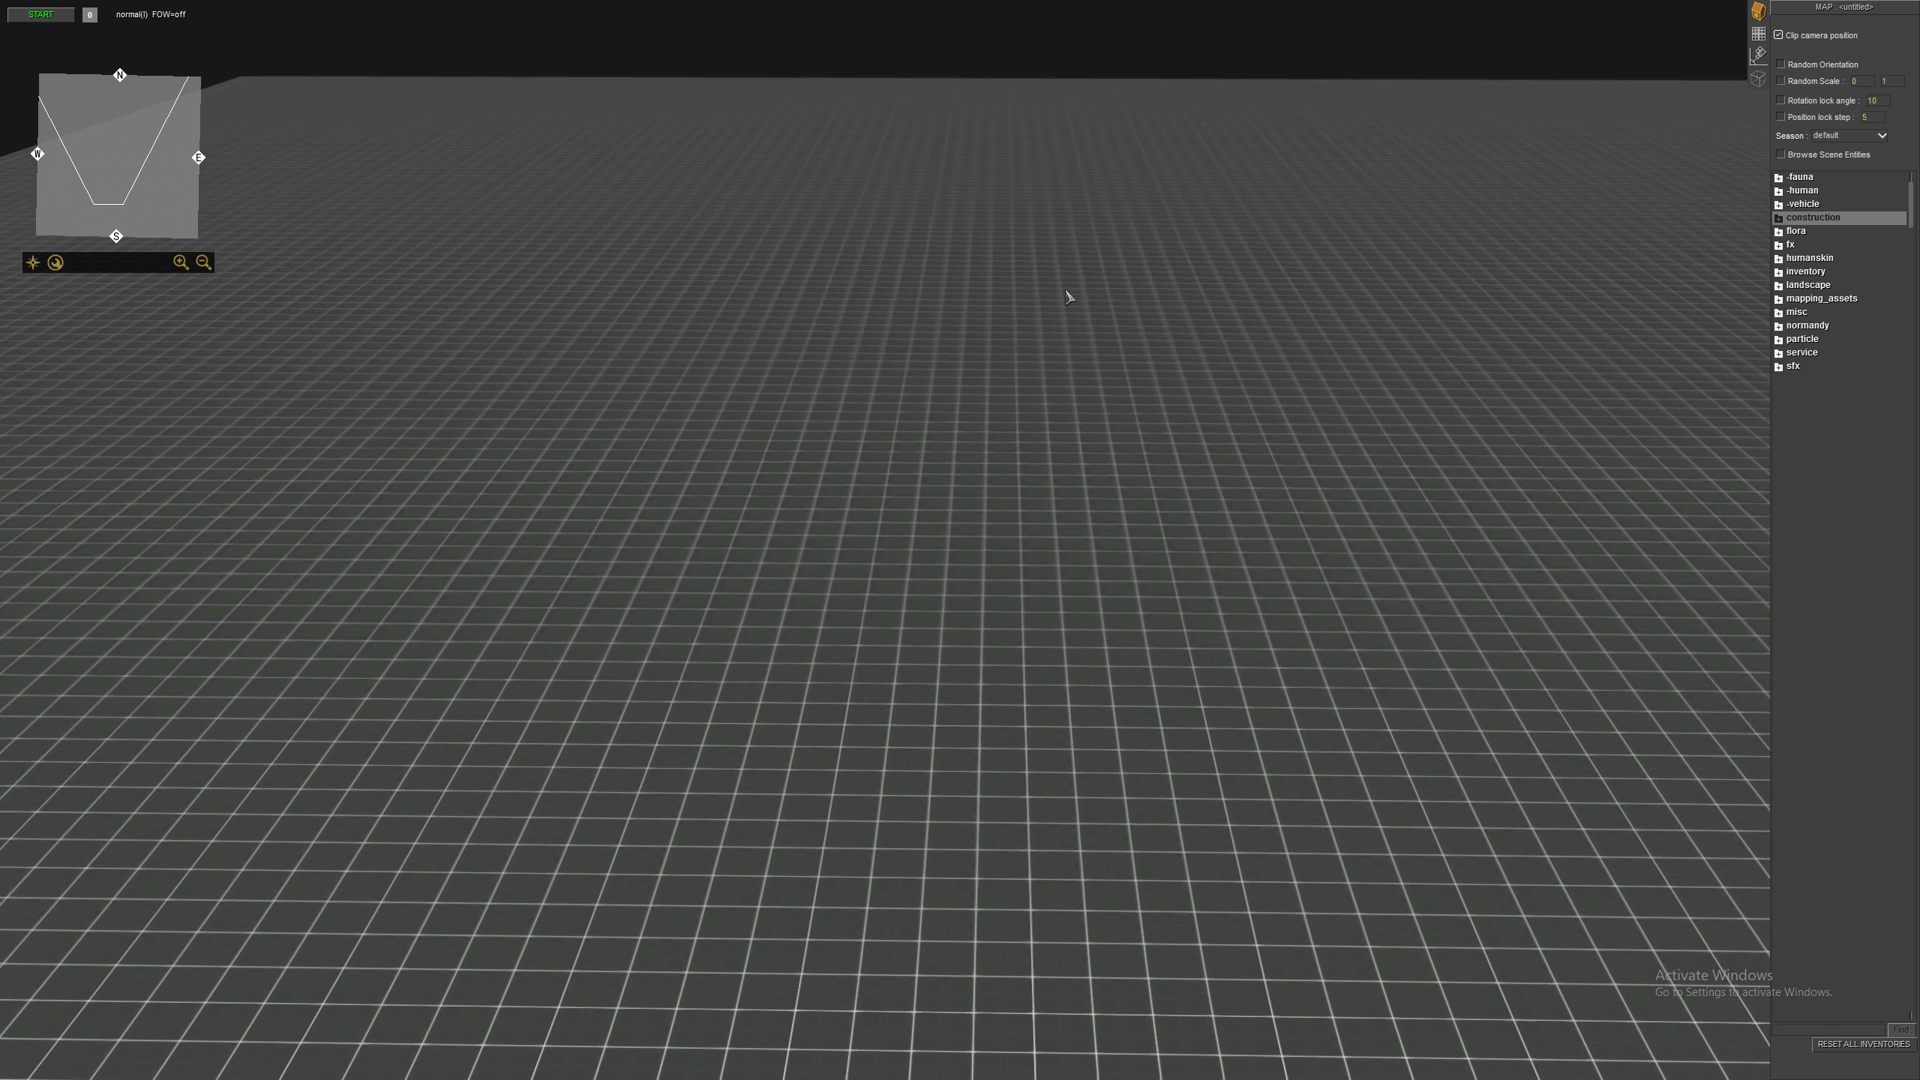 START
0
normal(I) FOW=off
N
W
E
S
MAP : <untitled>
Clip camera position
Random Orientation
Random Scale : 0 1
Rotation lock angle : 10
Position lock step : 5
Season : default
Browse Scene Entities
-fauna
-human
-vehicle
construction
flora
fx
humanskin
inventory
landscape
mapping_assets
misc
normandy
particle
service
sfx
Activate Windows
Go to Settings to activate Windows.
Find
RESET ALL INVENTORIES